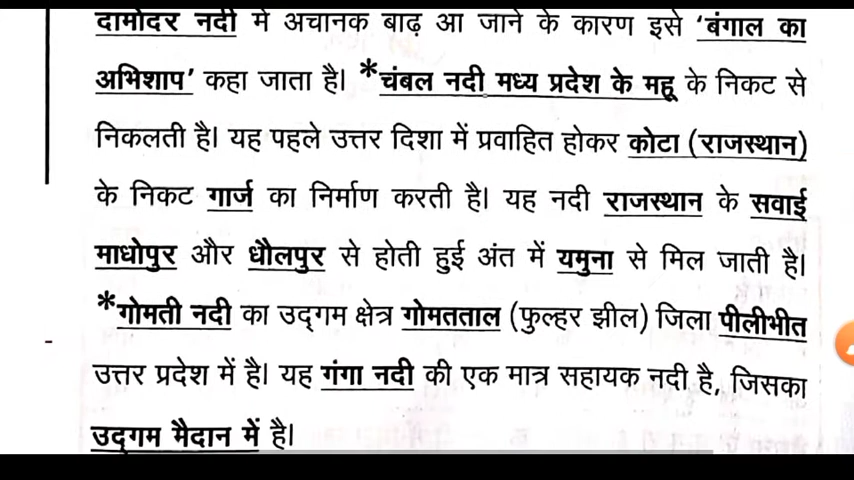 दामोदर नदी में अचानक बाढ़ आ जाने के कारण इसे ‘बंगाल का
अभिशाप’ कहा जाता है। *चंबल नदी मध्य प्रदेश के महू के निकट से
निकलती है। यह पहले उत्तर दिशा में प्रवाहित होकर कोटा (राजस्थान)
के निकट गार्ज का निर्माण करती है। यह नदी राजस्थान के सवाई
माधोपुर और धौलपुर से होती हुई अंत में यमुना से मिल जाती है।
*गोमती नदी का उद्गम क्षेत्र गोमतताल (फुल्हर झील) जिला पीलीभीत
उत्तर प्रदेश में है। यह गंगा नदी की एक मात्र सहायक नदी है, जिसका
उद्गम मैदान में है।